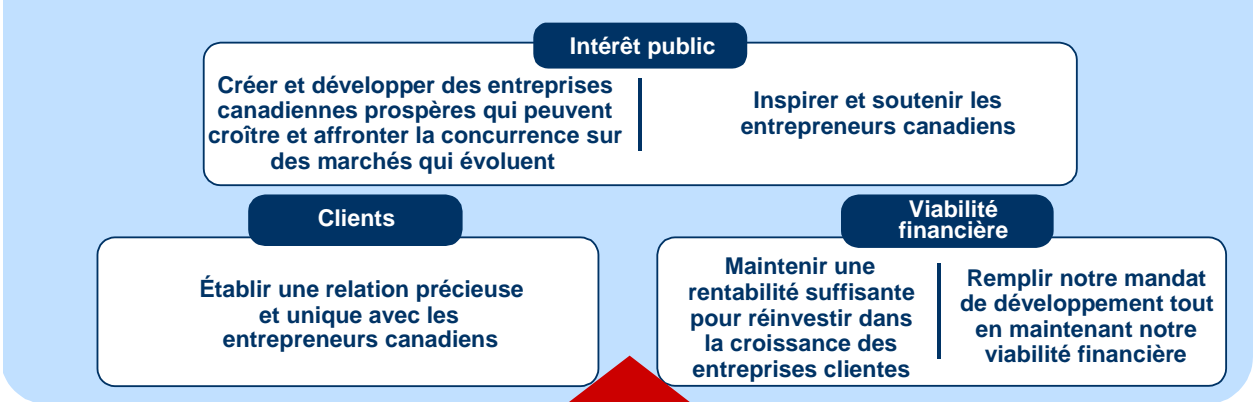 Intérêt public
Créer et développer des entreprises
canadiennes prospères qui peuvent
croître et affronter la concurrence sur
des marchés qui évoluent
Inspirer et soutenir les
entrepreneurs canadiens
Clients
Établir une relation précieuse
et unique avec les
entrepreneurs canadiens
Viabilité
financière
Maintenir une
rentabilité suffisante
pour réinvestir dans
la croissance des
entreprises clientes
Remplir notre mandat
de développement tout
en maintenant notre
viabilité financière